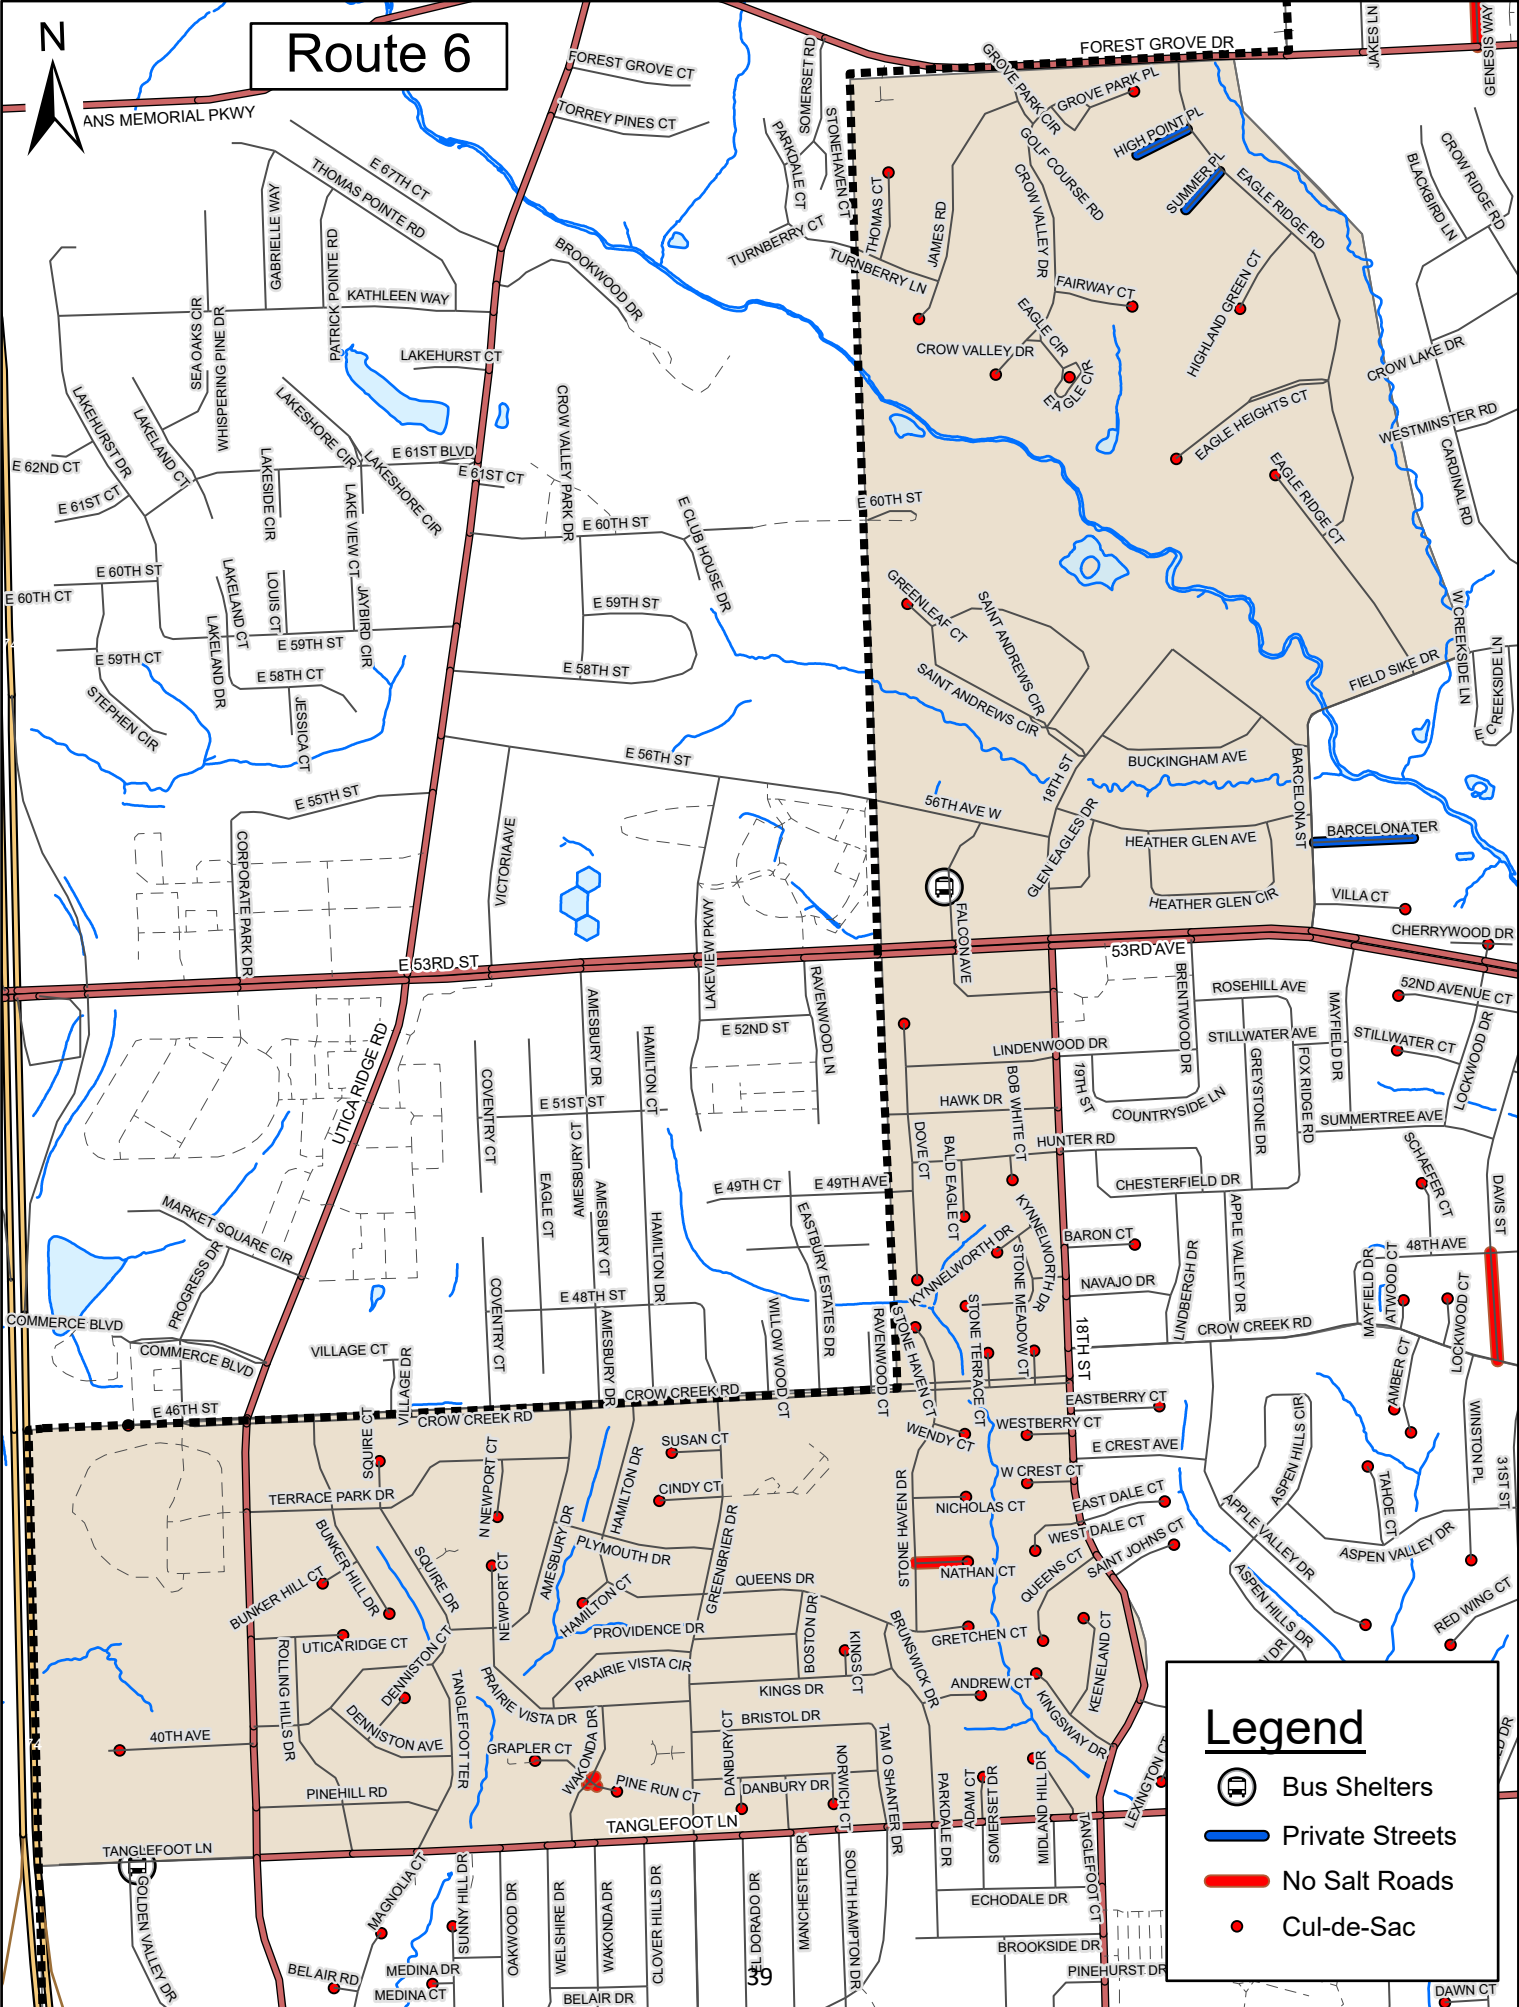 N
Route 6
ANS MEMORIAL PKWY
FOREST GROVE CT
TORREY PINES CT
SOMERSET RD
STONEHAVEN CT
PARKDALE CT
TURNBERRY CT
TURNBERRY LN
FOREST GROVE DR
JAKES LN
GENESIS WAY
GROVE PARK CIR
GROVE PARK PL
HIGH POINT PL
SUMMER PL
GOLF COURSE RD
CROW VALLEY DR
EAGLE RIDGE RD
BLACKBIRD LN
CROW RIDGE RD
E 67TH CT
THOMAS POINTE RD
GABRIELLE WAY
PATRICK POINTE RD
KATHLEEN WAY
BROOKWOOD DR
THOMAS CT
JAMES RD
FAIRWAY CT
HIGHLAND GREEN CT
SEA OAKS CIR
WHISPERING PINE DR
LAKEHURST CT
EAGLE CIR
CROW VALLEY DR
EAGLE CIR
CROW LAKE DR
LAKEHURST DR
LAKELAND CT
LAKESHORE CIR
LAKESHORE CIR
CROW VALLEY PARK DR
EAGLE HEIGHTS CT
WESTMINSTER RD
CARDINAL RD
E 62ND CT
E 61ST CT
E 61ST BLVD
E 61ST CT
LAKESIDE CIR
LAKE VIEW CT
EAGLE RIDGE CT
E 60TH ST
E 60TH ST
E CLUB HOUSE DR
E 60TH ST
E 60TH CT
LAKELAND CT
LOUIS CT
JAYBIRD CIR
E 59TH ST
E 59TH ST
E 59TH CT
LAKELAND DR
E 58TH CT
E 58TH ST
STEPHEN CIR
JESSICA CT
GREENLEAF CT
SAINT ANDREWS CIR
SAINT ANDREWS CIR
W CREEKSIDE LN
E CREEKSIDE LN
FIELD SIKE DR
E 56TH ST
E 55TH ST
18TH ST
BUCKINGHAM AVE
BARCELONA ST
56TH AVE W
GLEN EAGLES DR
HEATHER GLEN AVE
BARCELONA TER
HEATHER GLEN CIR
VILLA CT
CORPORATE PARK DR
VICTORIA AVE
LAKEVIEW PKWY
FALCON AVE
CHERRYWOOD DR
E 53RD ST
53RD AVE
RAVENWOOD LN
AMESBURY DR
HAMILTON CT
E 52ND ST
BRENTWOOD DR
ROSEHILL AVE
MAYFIELD DR
52ND AVENUE CT
STILLWATER AVE
STILLWATER CT
LOCKWOOD DR
UTICA RIDGE RD
LINDENWOOD DR
19TH ST
COUNTRYSIDE LN
GREYSTONE DR
FOX RIDGE RD
SUMMERTREE AVE
COVENTRY CT
E 51ST ST
AMESBURY CT
HAWK DR
BOB WHITE CT
HUNTER RD
DOVE CT
BALD EAGLE CT
EAGLE CT
AMESBURY CT
E 49TH CT
E 49TH AVE
CHESTERFIELD DR
SCHAEFER CT
DAVIS ST
MARKET SQUARE CIR
PROGRESS DR
HAMILTON DR
EASTBURY ESTATES DR
KYNNELWORTH DR
KYNNELWORTH DR
STONE MEADOW CT
BARON CT
NAVAJO DR
LINDBERGH DR
APPLE VALLEY DR
48TH AVE
MAYFIELD DR
ATWOOD CT
LOCKWOOD CT
COMMERCE BLVD
COMMERCE BLVD
COVENTRY CT
E 48TH ST
AMESBURY DR
WILLOW WOOD CT
RAVENWOOD CT
STONE HAVEN CT
STONE TERRACE CT
18TH ST
CROW CREEK RD
AMBER CT
VILLAGE CT
VILLAGE DR
E 46TH ST
CROW CREEK RD
CROW CREEK RD
EASTBERRY CT
WESTBERRY CT
WENDY CT
E CREST AVE
ASPEN HILLS CIR
WINSTON PL
31ST ST
SQUIRE CT
N NEWPORT CT
SUSAN CT
CINDY CT
HAMILTON DR
TERRACE PARK DR
STONE HAVEN DR
W CREST CT
NICHOLAS CT
EAST DALE CT
WEST DALE CT
TAHOE CT
APPLE VALLEY DR
ASPEN VALLEY DR
BUNKER HILL DR
BUNKER HILL CT
SQUIRE DR
AMESBURY DR
PLYMOUTH DR
GREENBRIER DR
QUEENS DR
NATHAN CT
QUEENS CT
SAINT JOHNS CT
ASPEN HILLS DR
RED WING CT
UTICA RIDGE CT
NEWPORT CT
HAMILTON CT
PROVIDENCE DR
BOSTON DR
KINGS CT
BRUNSWICK DR
GRETCHEN CT
KEENELAND CT
ROLLING HILLS DR
DENNISTON CT
DENNISTON AVE
TANGLEFOOT TER
PRAIRIE VISTA DR
PRAIRIE VISTA CIR
KINGS DR
ANDREW CT
KINGSWAY DR
40TH AVE
GRAPLER CT
WAKONDA DR
BRISTOL DR
DANBURY CT
TAM O SHANTER DR
PINEHILL RD
PINE RUN CT
DANBURY DR
NORWICH CT
PARKDALE DR
ADAM CT
SOMERSET DR
MIDLAND HILL DR
LEXINGTON CT
TANGLEFOOT LN
TANGLEFOOT LN
TANGLEFOOT CT
GOLDEN VALLEY DR
MAGNOLIA CT
SUNNY HILL DR
OAKWOOD DR
WELSHIRE DR
WAKONDA DR
CLOVER HILLS DR
EL DORADO DR
MANCHESTER DR
SOUTH HAMPTON DR
ECHODALE DR
BROOKSIDE DR
PINEHURST DR
BELAIR RD
MEDINA DR
MEDINA CT
BELAIR DR
DAWN CT
39
Legend
Bus Shelters
Private Streets
No Salt Roads
Cul-de-Sac